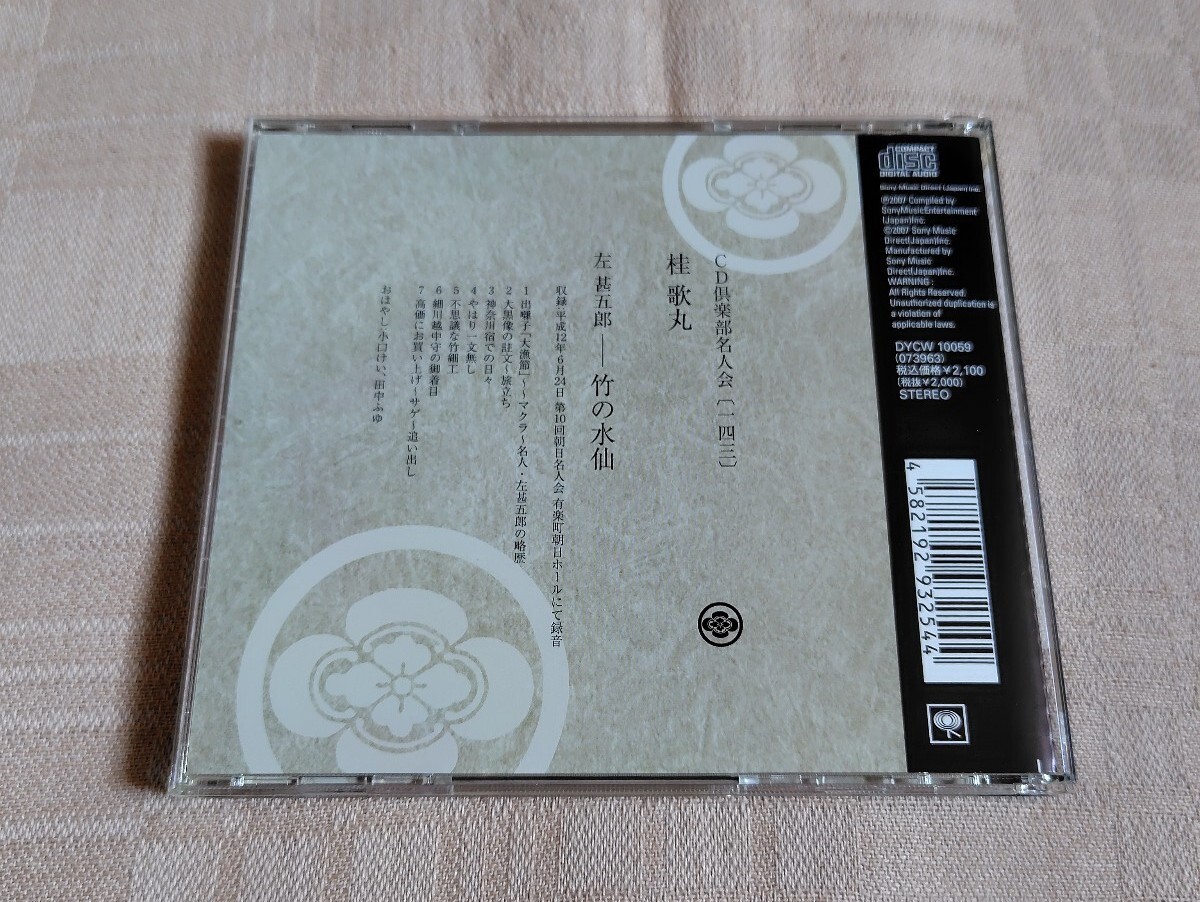 CD倶楽部名人会〔一四三〕
桂 歌丸
左 甚五郎──竹の水仙
収録・平成12年6月24日 第10回朝日名人会 有楽町朝日ホールにて録音
1 出囃子「大漁節」～マクラ～名人・左甚五郎の略歴
2 大黒像の註文～旅立ち
3 神奈川宿での日々
4 やはり一文無し
5 不思議な竹細工
6 細川越中守の御着目
7 高価にお買い上げ～サゲ～追い出し
おはやし・小口けい、田中ふゆ
COMPACT
disc
DIGITAL AUDIO
Sony Music Direct (Japan) Inc.
℗2007 Compiled by
SonyMusicEntertainment
(Japan)Inc.
©2007 Sony Music
Direct(Japan)Inc.
Manufactured by
Sony Music
Direct(Japan)Inc.
WARNING :
All Rights Reserved.
Unauthorized duplication is
a violation of
applicable laws.
DYCW 10059
(073963)
税込価格¥2,100
(税抜¥2,000)
STEREO
4 582192 932544